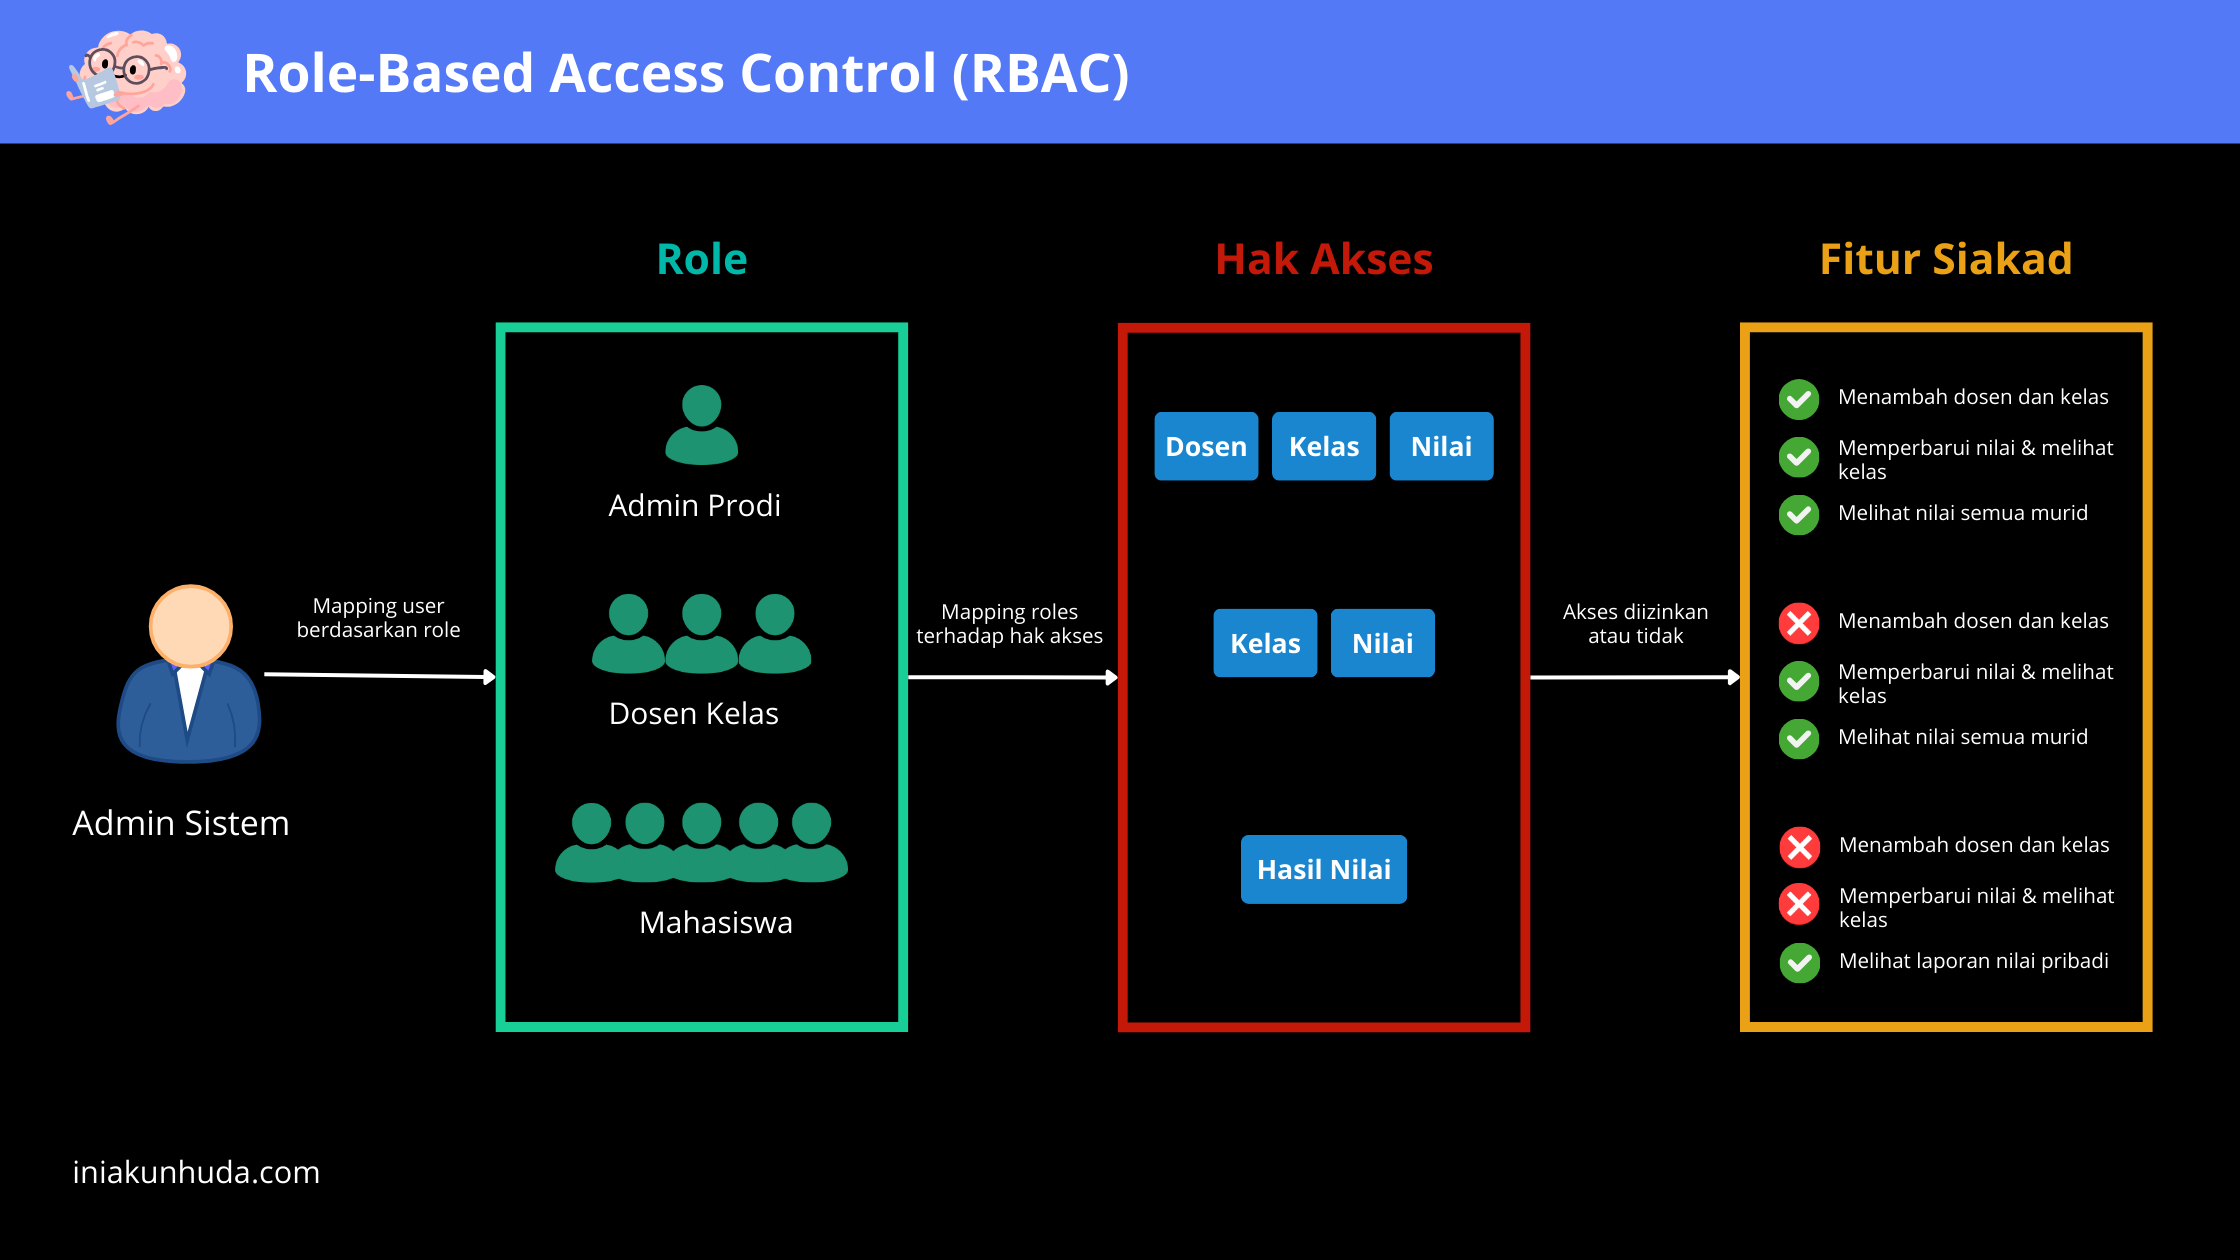 Role-Based Access Control (RBAC)
Role
Hak Akses
Fitur Siakad
Admin Sistem
Mapping user
berdasarkan role
Admin Prodi
Dosen Kelas
Mahasiswa
Mapping roles
terhadap hak akses
Dosen
Kelas
Nilai
Kelas
Nilai
Hasil Nilai
Akses diizinkan
atau tidak
Menambah dosen dan kelas
Memperbarui nilai & melihat
kelas
Melihat nilai semua murid
Menambah dosen dan kelas
Memperbarui nilai & melihat
kelas
Melihat nilai semua murid
Menambah dosen dan kelas
Memperbarui nilai & melihat
kelas
Melihat laporan nilai pribadi
iniakunhuda.com